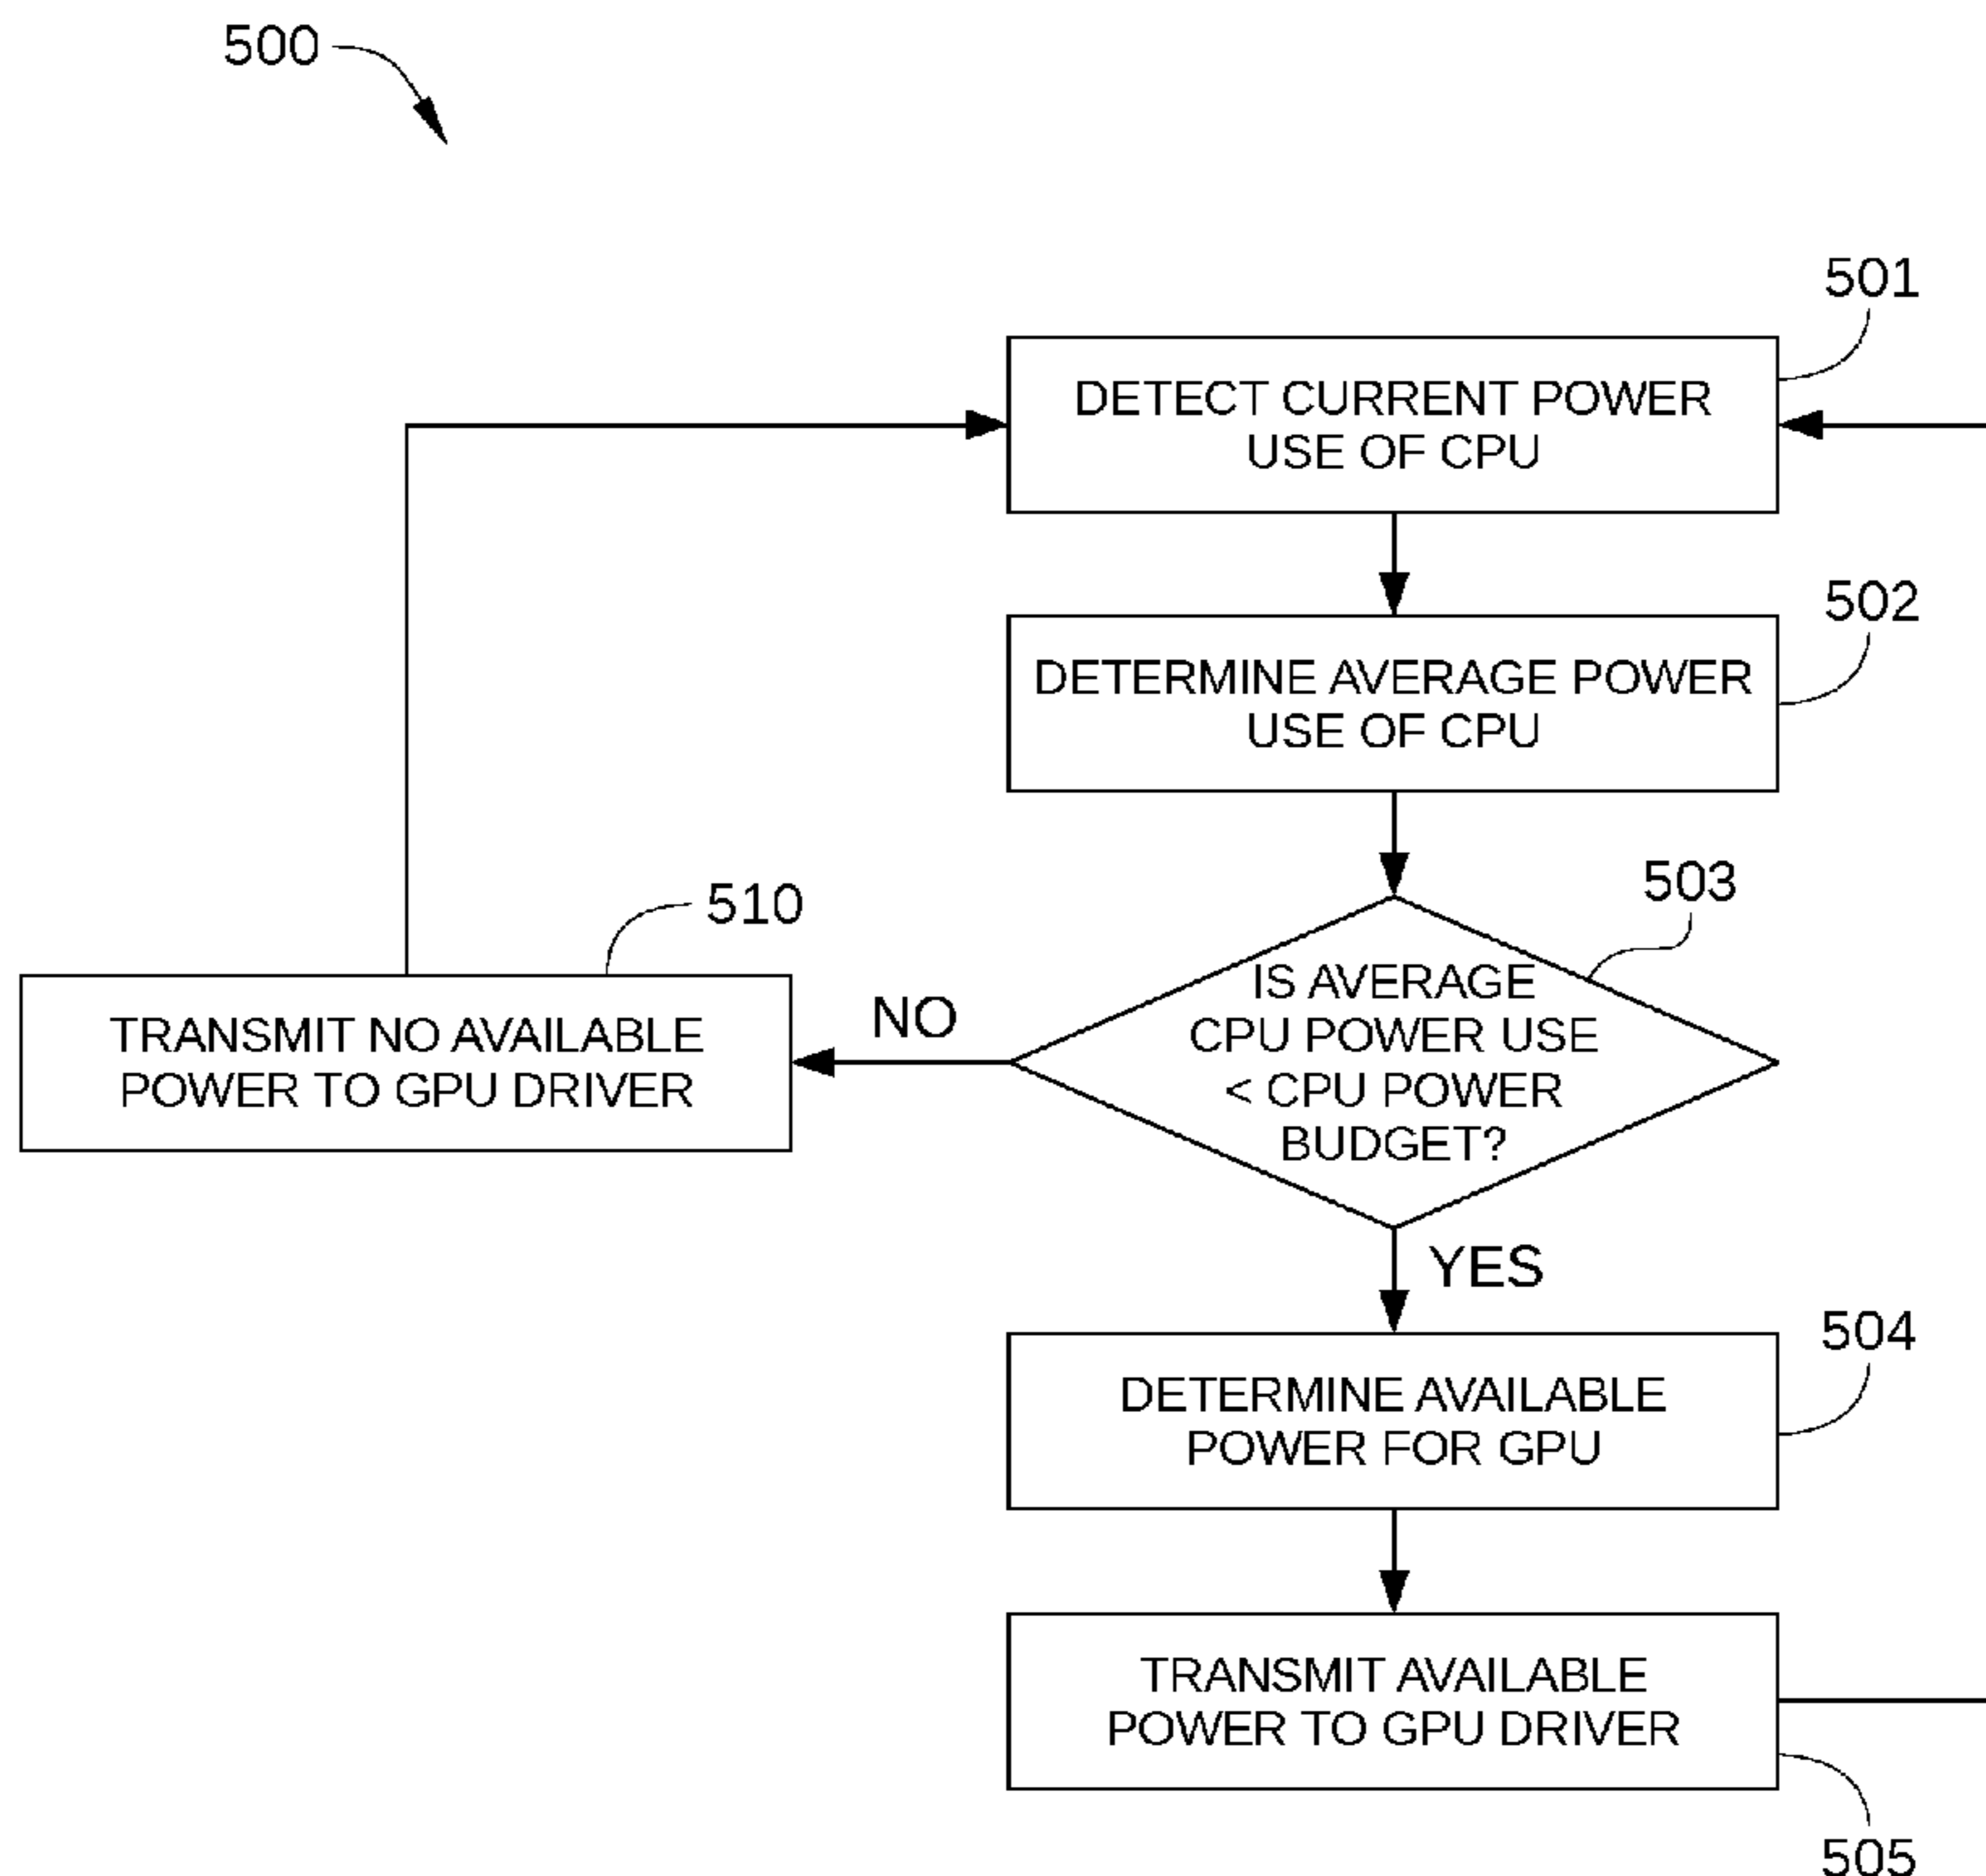 500
501
DETECT CURRENT POWER
USE OF CPU
502
DETERMINE AVERAGE POWER
USE OF CPU
503
IS AVERAGE
CPU POWER USE
< CPU POWER
BUDGET?
NO
510
TRANSMIT NO AVAILABLE
POWER TO GPU DRIVER
YES
504
DETERMINE AVAILABLE
POWER FOR GPU
TRANSMIT AVAILABLE
POWER TO GPU DRIVER
505